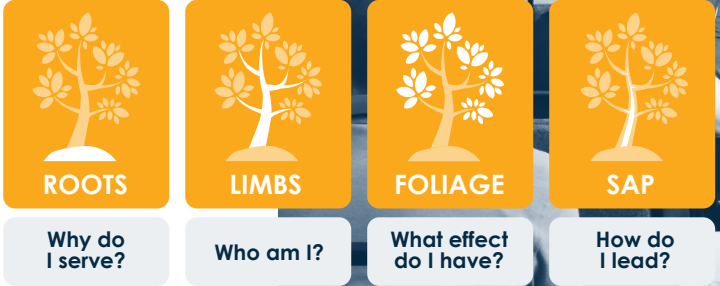 ROOTS
LIMBS
FOLIAGE
SAP
Why do
I serve?
Who am I?
What effect
do I have?
How do
I lead?